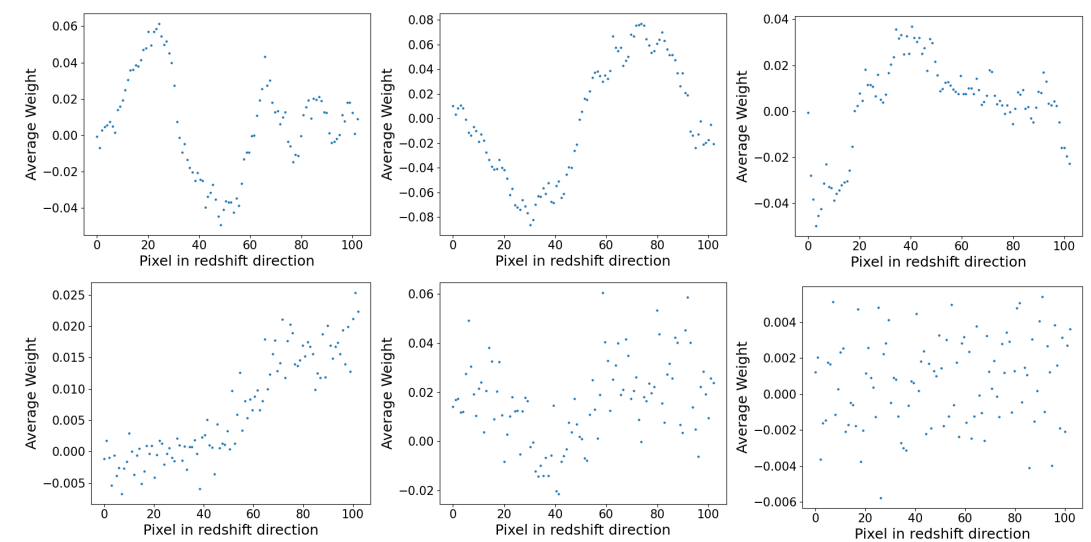 0.06
0.04
0.02
0.00
−0.02
−0.04
Average Weight
0 20 40 60 80 100
Pixel in redshift direction
0.08
0.06
0.04
0.02
0.00
−0.02
−0.04
−0.06
−0.08
Average Weight
0 20 40 60 80 100
Pixel in redshift direction
0.04
0.02
0.00
−0.02
−0.04
Average Weight
0 20 40 60 80 100
Pixel in redshift direction
0.025
0.020
0.015
0.010
0.005
0.000
−0.005
Average Weight
0 20 40 60 80 100
Pixel in redshift direction
0.06
0.04
0.02
0.00
−0.02
Average Weight
0 20 40 60 80 100
Pixel in redshift direction
0.004
0.002
0.000
−0.002
−0.004
−0.006
Average Weight
0 20 40 60 80 100
Pixel in redshift direction